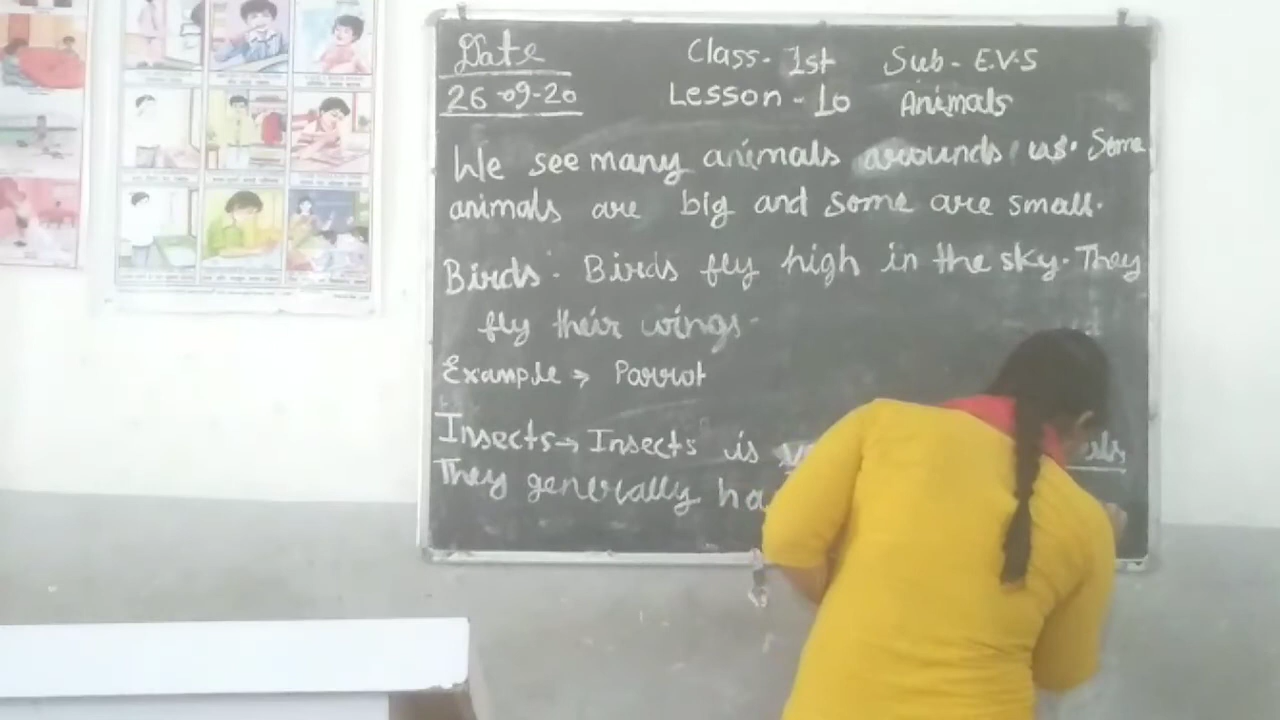 Date Class- 1st Sub- E.V.S
26-09-20 Lesson-10 Animals
We see many animals arounds us. Some
animals are big and some are small.
Birds: Birds fly high in the sky. They
fly their wings.
Example → Parrot
Insects→ Insects is
They generally